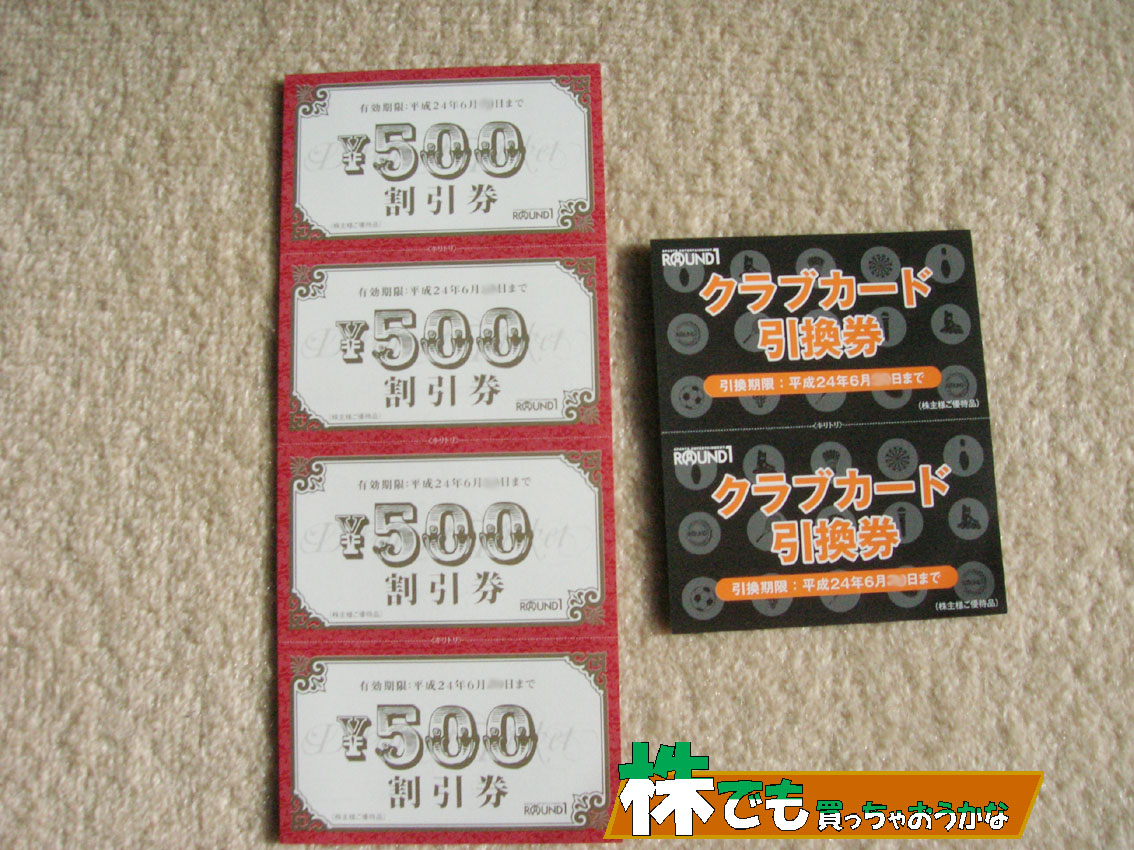 有効期限:平成24年6月 日まで
¥500
割引券
(株主様ご優待品)
ROUND1
<キリトリ>
有効期限:平成24年6月 日まで
¥500
割引券
(株主様ご優待品)
ROUND1
<キリトリ>
有効期限:平成24年6月 日まで
¥500
割引券
(株主様ご優待品)
ROUND1
<キリトリ>
有効期限:平成24年6月 日まで
¥500
割引券
(株主様ご優待品)
ROUND1
ROUND1
クラブカード
引換券
引換期限:平成24年6月 日まで
(株主様ご優待品)
<キリトリ>
ROUND1
クラブカード
引換券
引換期限:平成24年6月 日まで
(株主様ご優待品)
株でも買っちゃおうかな